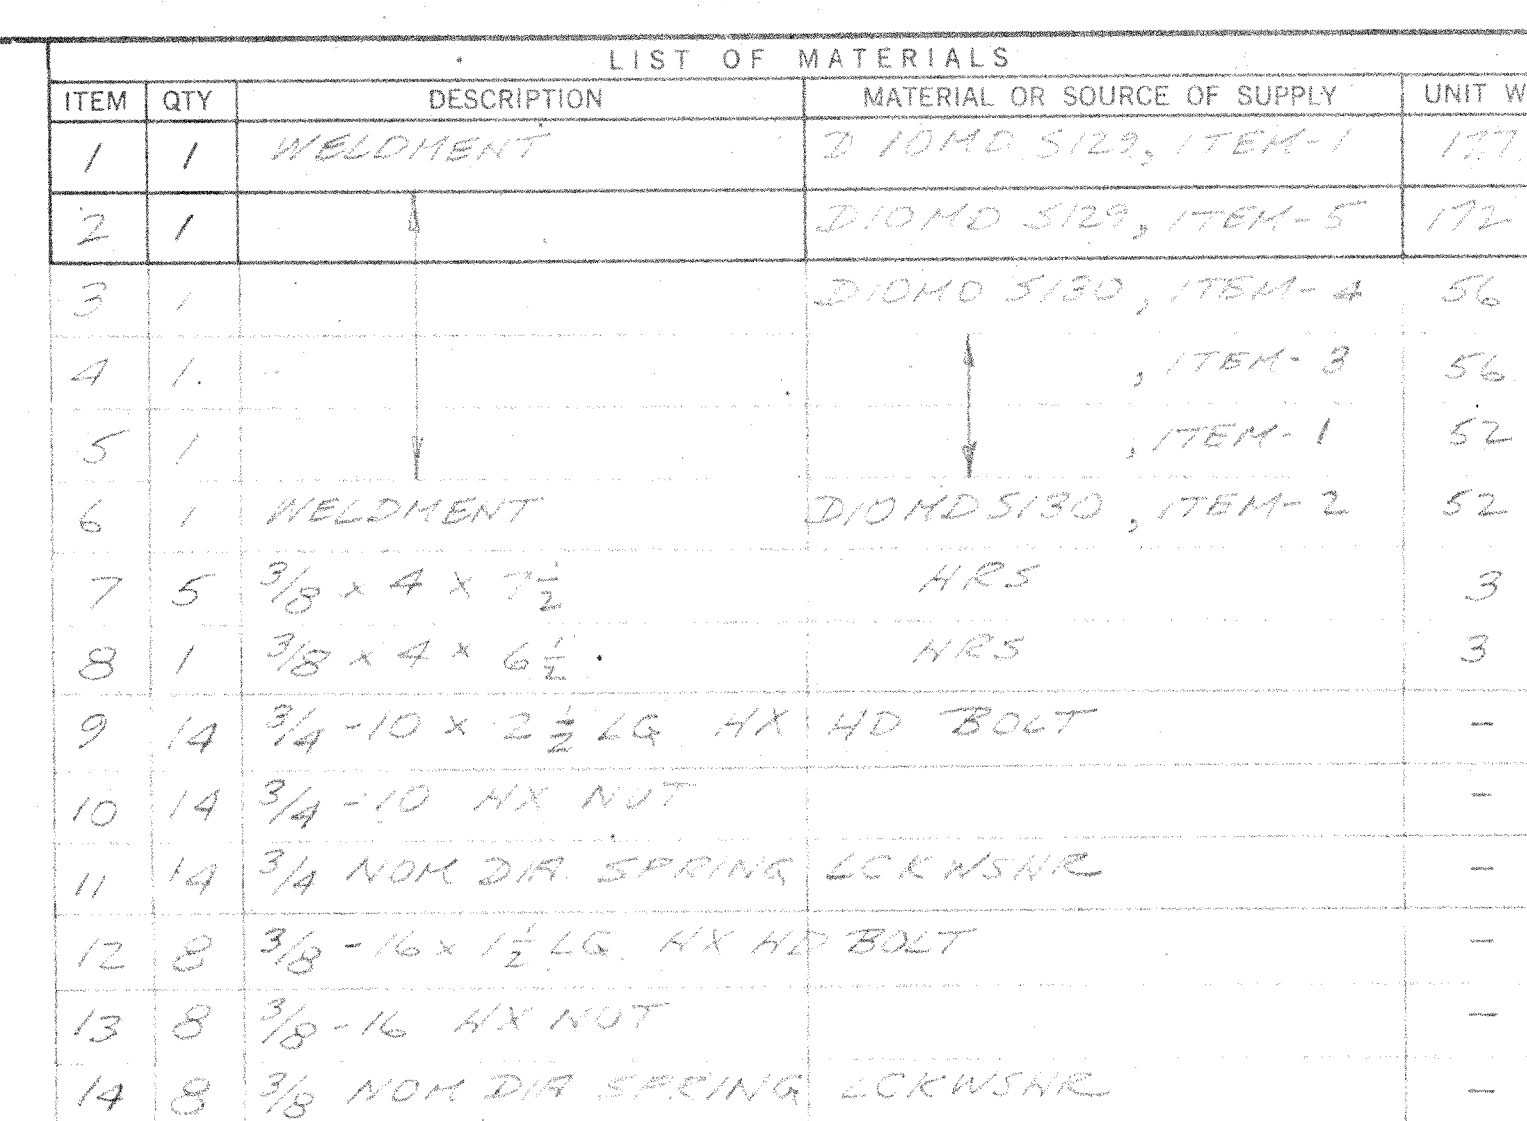 LIST OF MATERIALS
ITEM QTY DESCRIPTION MATERIAL OR SOURCE OF SUPPLY UNIT W
1 1 WELDMENT D10MD 5129, ITEM-1 177
2 1 D10MD 5129, ITEM-5 172
3 1 D10MD 5130, ITEM-4 56
4 1 , ITEM-3 56
5 1 , ITEM-1 52
6 1 WELDMENT D10MD 5130, ITEM-2 52
7 5 3/8 x 4 x 7 1/2 HRS 3
8 1 3/8 x 4 x 6 1/2 HRS 3
9 14 3/4-10 x 2 1/2 LG HX HD BOLT -
10 14 3/4-10 HX NUT -
11 14 3/4 NOM DIA. SPRING LCKWSHR -
12 8 3/8-16 x 1 1/2 LG. HX HD BOLT -
13 8 3/8-16 HX NUT -
14 8 3/8 NOM DIA SPRING LCKWSHR -